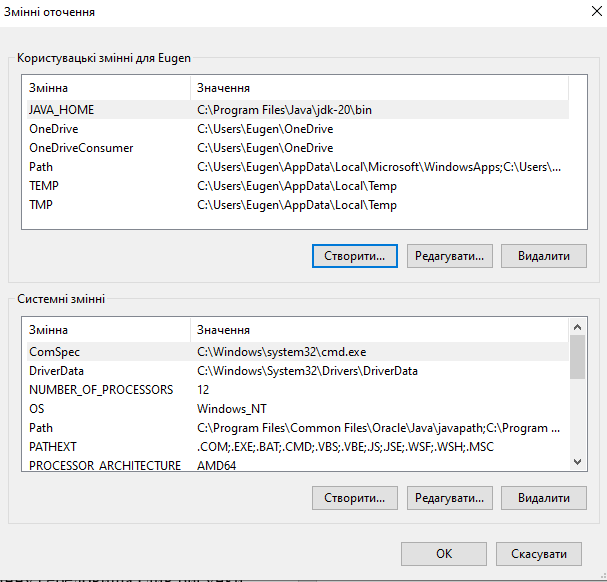 Змінні оточення
Користувацькі змінні для Eugen
Змінна Значення
JAVA_HOME C:\Program Files\Java\jdk-20\bin
OneDrive C:\Users\Eugen\OneDrive
OneDriveConsumer C:\Users\Eugen\OneDrive
Path C:\Users\Eugen\AppData\Local\Microsoft\WindowsApps;C:\Users\...
TEMP C:\Users\Eugen\AppData\Local\Temp
TMP C:\Users\Eugen\AppData\Local\Temp
Створити... Редагувати... Видалити
Системні змінні
Змінна Значення
ComSpec C:\Windows\system32\cmd.exe
DriverData C:\Windows\System32\Drivers\DriverData
NUMBER_OF_PROCESSORS 12
OS Windows_NT
Path C:\Program Files\Common Files\Oracle\Java\javapath;C:\Program ...
PATHEXT .COM;.EXE;.BAT;.CMD;.VBS;.VBE;.JS;.JSE;.WSF;.WSH;.MSC
PROCESSOR_ARCHITECTURE AMD64
Створити... Редагувати... Видалити
OK Скасувати